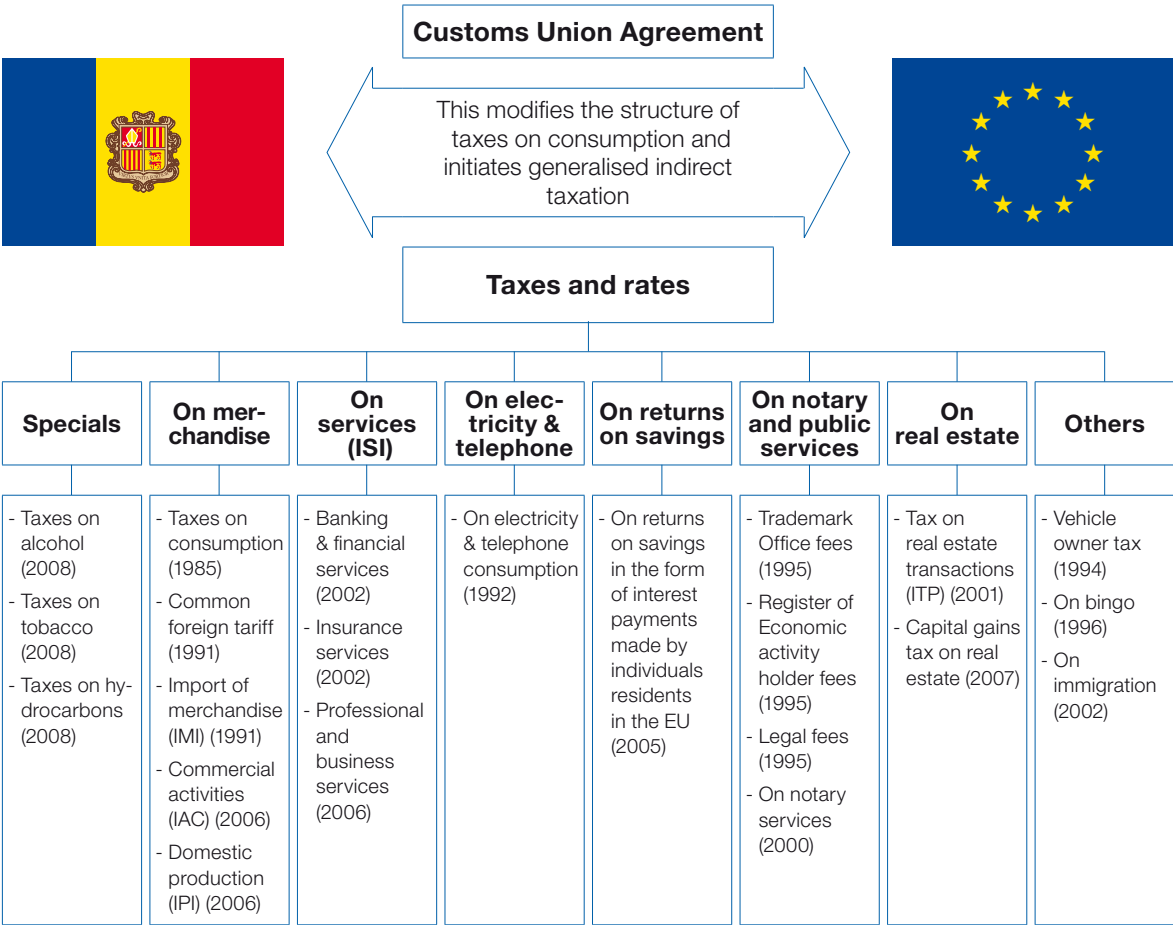 Customs Union Agreement
This modifies the structure of
taxes on consumption and
initiates generalised indirect
taxation
Taxes and rates
Specials
On mer-
chandise
On
services
(ISI)
On elec-
tricity &
telephone
On returns
on savings
On notary
and public
services
On
real estate
Others
- Taxes on
alcohol
(2008)
- Taxes on
tobacco
(2008)
- Taxes on hy-
drocarbons
(2008)
- Taxes on
consumption
(1985)
- Common
foreign tariff
(1991)
- Import of
merchandise
(IMI) (1991)
- Commercial
activities
(IAC) (2006)
- Domestic
production
(IPI) (2006)
- Banking
& financial
services
(2002)
- Insurance
services
(2002)
- Professional
and
business
services
(2006)
- On electricity
& telephone
consumption
(1992)
- On returns
on savings
in the form
of interest
payments
made by
individuals
residents
in the EU
(2005)
- Trademark
Office fees
(1995)
- Register of
Economic
activity
holder fees
(1995)
- Legal fees
(1995)
- On notary
services
(2000)
- Tax on
real estate
transactions
(ITP) (2001)
- Capital gains
tax on real
estate (2007)
- Vehicle
owner tax
(1994)
- On bingo
(1996)
- On
immigration
(2002)